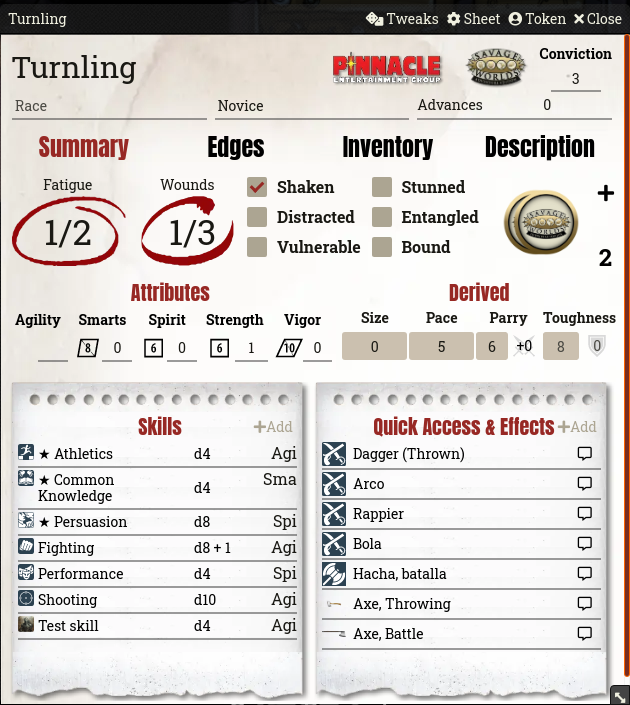 Turnling
Tweaks Sheet Token Close
Turnling
PINNACLE
ENTERTAINMENT GROUP
SAVAGE
WORLDS
Conviction
3
Race
Novice
Advances 0
Summary Edges Inventory Description
Fatigue
1/2
Wounds
1/3
Shaken
Stunned
Distracted
Entangled
Vulnerable
Bound
SAVAGE
WORLDS
+
2
Attributes
Agility Smarts Spirit Strength Vigor
8 0 6 0 6 1 10 0
Derived
Size Pace Parry Toughness
0 5 6 +0 8 0
Skills
+Add
★ Athletics d4 Agi
★ Common
Knowledge d4 Sma
★ Persuasion d8 Spi
Fighting d8 + 1 Agi
Performance d4 Spi
Shooting d10 Agi
Test skill d4 Agi
Quick Access & Effects +Add
Dagger (Thrown)
Arco
Rappier
Bola
Hacha, batalla
Axe, Throwing
Axe, Battle